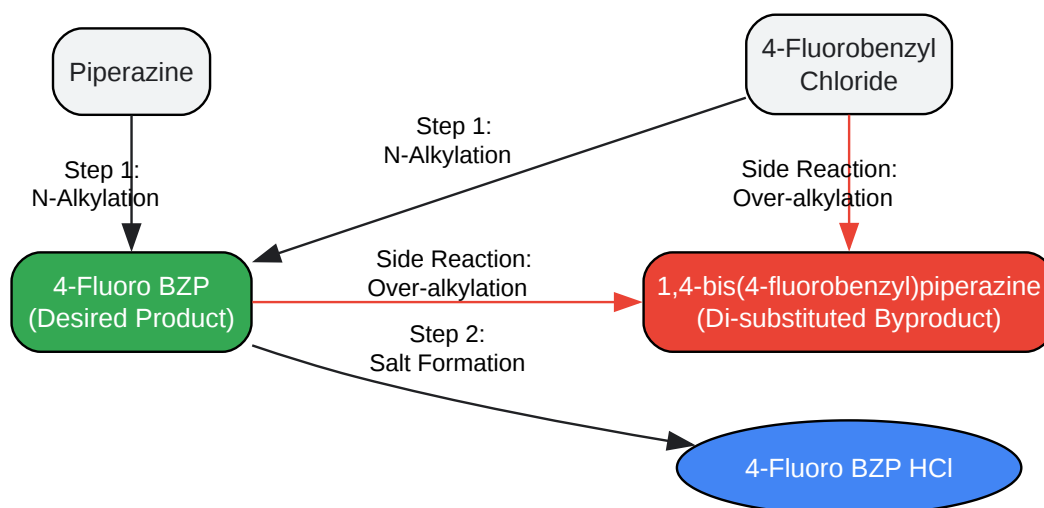 Piperazine
4-Fluorobenzyl
Chloride
Step 1:
N-Alkylation
Step 1:
N-Alkylation
Side Reaction:
Over-alkylation
4-Fluoro BZP
(Desired Product)
Side Reaction:
Over-alkylation
1,4-bis(4-fluorobenzyl)piperazine
(Di-substituted Byproduct)
Step 2:
Salt Formation
4-Fluoro BZP HCl